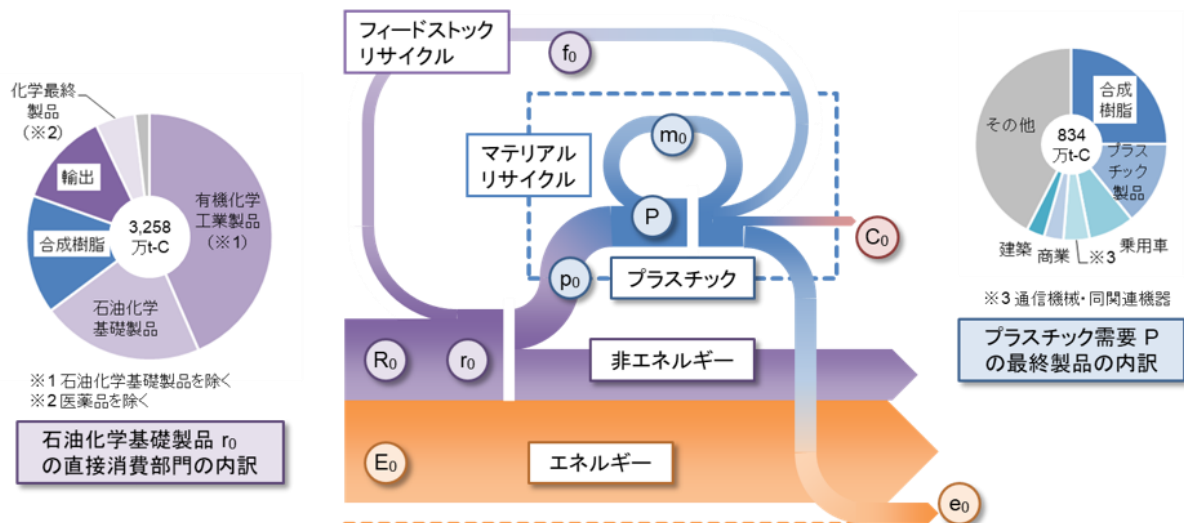 化学最終
製品
（※2）
輸出
合成樹脂
石油化学
基礎製品
有機化学
工業製品
（※1）
3,258
万t-C
※1 石油化学基礎製品を除く
※2 医薬品を除く
石油化学基礎製品 r0
の直接消費部門の内訳
フィードストック
リサイクル
f0
マテリアル
リサイクル
m0
P
p0
プラスチック
C0
R0
r0
非エネルギー
E0
エネルギー
e0
その他
合成
樹脂
834
万t-C
プラス
チック
製品
乗用車
※3
商業
建築
※3 通信機械・同関連機器
プラスチック需要 P
の最終製品の内訳